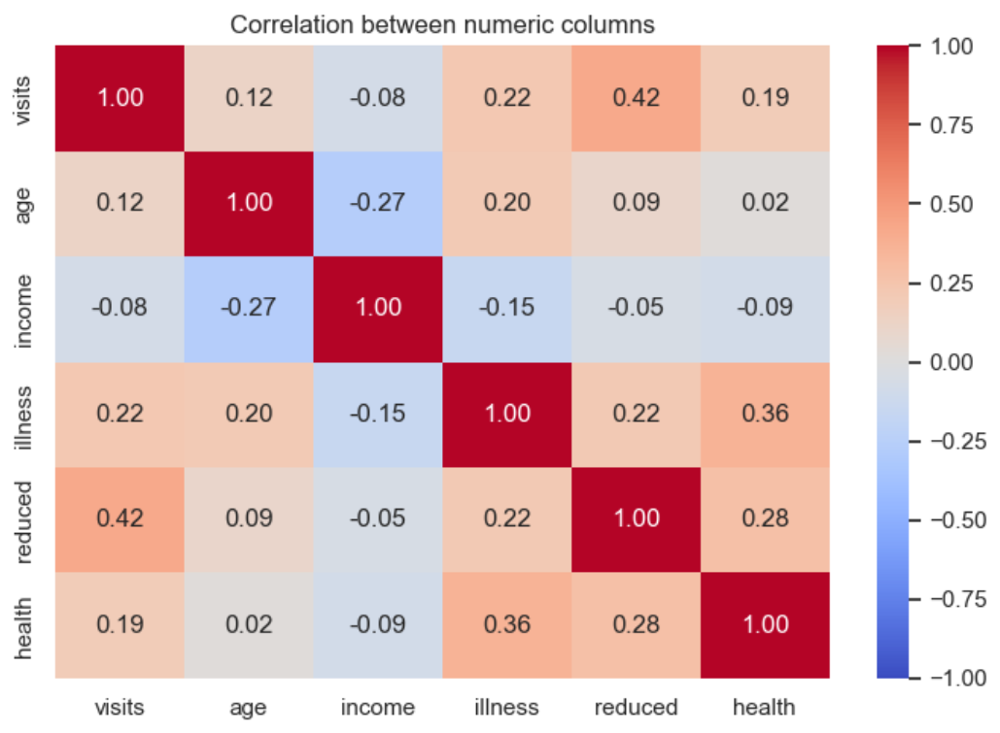 Correlation between numeric columns
visits 1.00 0.12 -0.08 0.22 0.42 0.19
age 0.12 1.00 -0.27 0.20 0.09 0.02
income -0.08 -0.27 1.00 -0.15 -0.05 -0.09
illness 0.22 0.20 -0.15 1.00 0.22 0.36
reduced 0.42 0.09 -0.05 0.22 1.00 0.28
health 0.19 0.02 -0.09 0.36 0.28 1.00
visits age income illness reduced health
1.00
0.75
0.50
0.25
0.00
−0.25
−0.50
−0.75
−1.00